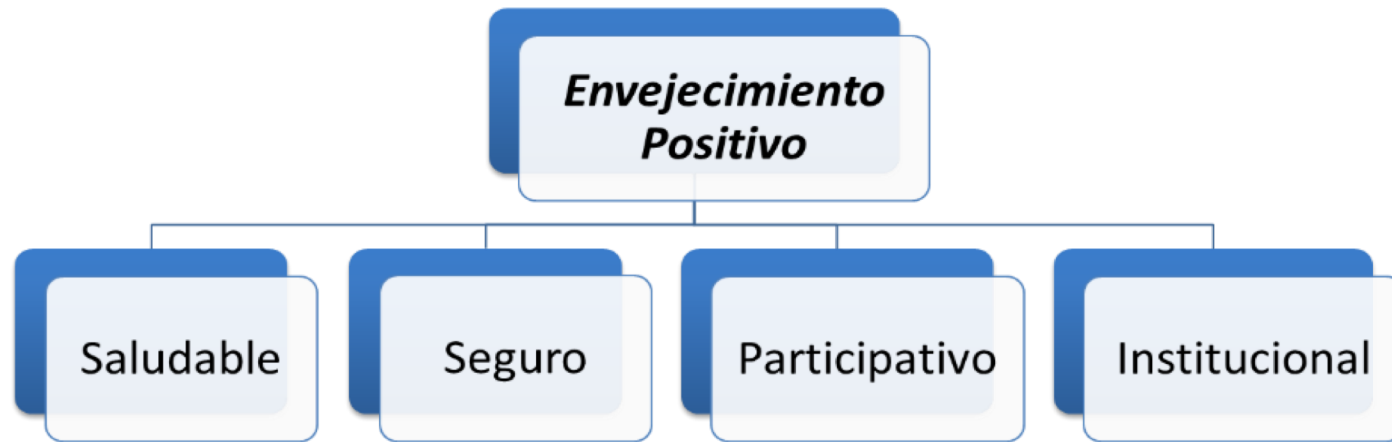 Envejecimiento
Positivo
Saludable
Seguro
Participativo
Institucional